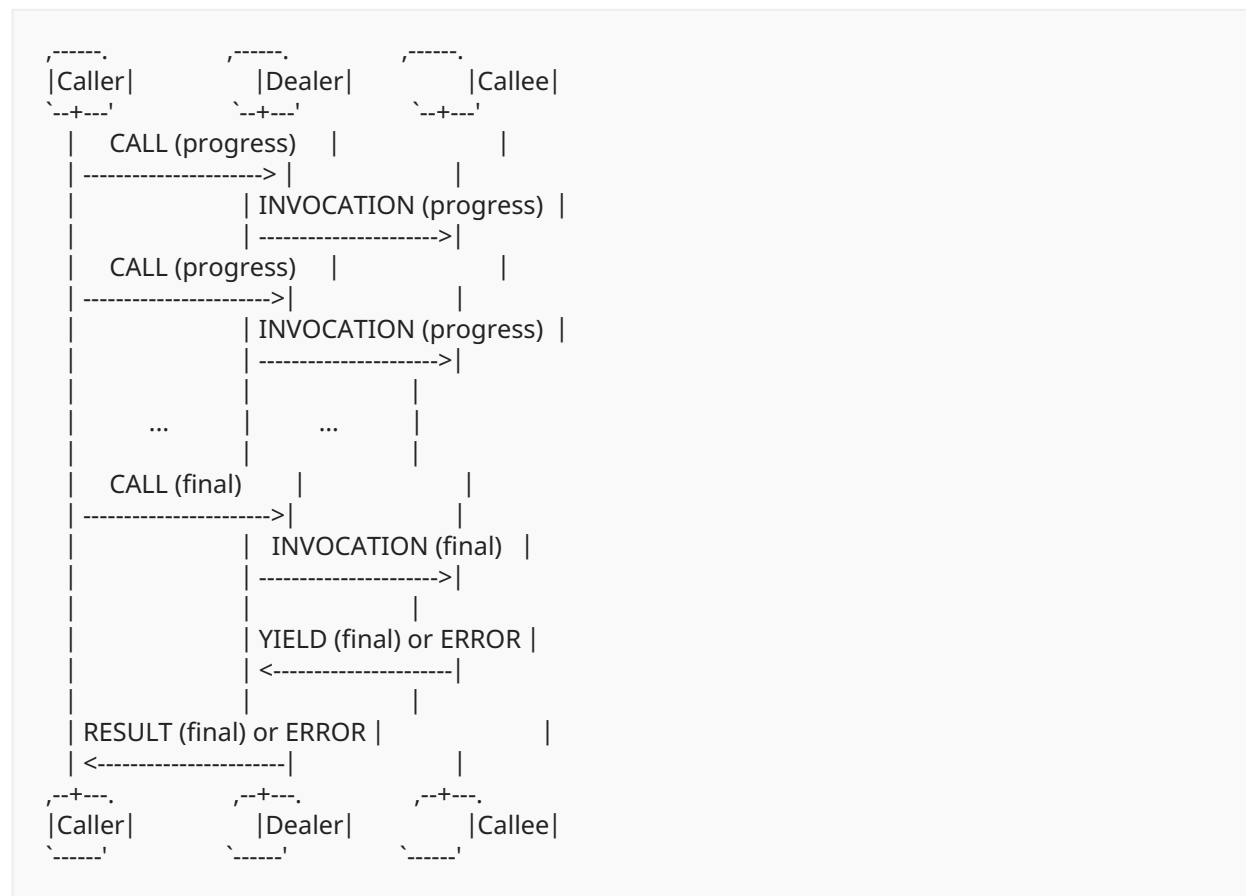 ,------.          ,------.          ,------.
|Caller|          |Dealer|          |Callee|
`--+---'          `--+---'          `--+---'
|   CALL (progress)   |   |
| ----------------------> |   |
|   | INVOCATION (progress) |
|   | ---------------------->|
|   CALL (progress)   |   |
| ----------------------->|   |
|   | INVOCATION (progress) |
|   | ---------------------->|
|   |   |
|   ...   |   ...   |
|   |   |
|   CALL (final)   |   |
| ----------------------->|   |
|   | INVOCATION (final) |
|   | ---------------------->|
|   |   |
|   | YIELD (final) or ERROR |
|   | <----------------------|
|   |   |
| RESULT (final) or ERROR |   |
| <-----------------------|   |
,--+---.          ,--+---.          ,--+---.
|Caller|          |Dealer|          |Callee|
`------'          `------'          `------'